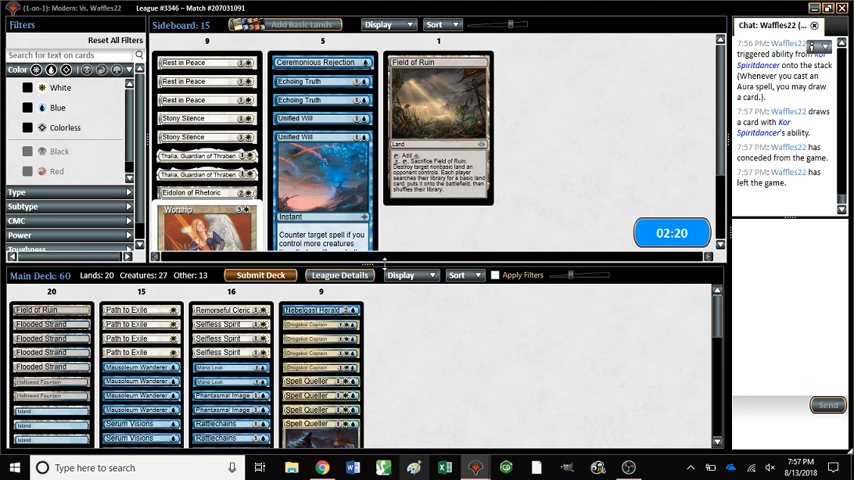 (1-on-1): Modern: Vs. Waffles22
League #3346 – Match #207031091
Filters
Sideboard: 15
Add Basic Lands
Display
Sort
Chat: Waffles22 (...
Reset All Filters
Search for text on cards
Color
White
Blue
Colorless
Black
Red
Type
Subtype
CMC
Power
Toughness
9
5
1
Rest in Peace
Rest in Peace
Rest in Peace
Stony Silence
Stony Silence
Thalia, Guardian of Thraben
Thalia, Guardian of Thraben
Eidolon of Rhetoric
Worship
Ceremonious Rejection
Echoing Truth
Echoing Truth
Unified Will
Unified Will
Instant
Counter target spell if you
control more creatures
Field of Ruin
Land
: Add
Sacrifice Field of Ruin:
Destroy target nonbasic land
an opponent controls. Each player
searches their library for a basic land
card, puts it onto the battlefield, then
shuffles their library.
02:20
7:56 PM: Waffles22
triggered ability from Kor
Spiritdancer onto the stack
(Whenever you cast an
Aura spell, you may draw
a card.).
7:57 PM: Waffles22
draws
a card with Kor
Spiritdancer's ability.
7:57 PM: Waffles22 has
conceded from the game.
7:57 PM: Waffles22 has
left the game.
Send
Main Deck: 60
Lands: 20
Creatures: 27
Other: 13
Submit Deck
League Details
Display
Sort
Apply Filters
20
15
16
9
Field of Ruin
Flooded Strand
Flooded Strand
Flooded Strand
Flooded Strand
Hallowed Fountain
Hallowed Fountain
Island
Island
Island
Path to Exile
Path to Exile
Path to Exile
Path to Exile
Mausoleum Wanderer
Mausoleum Wanderer
Mausoleum Wanderer
Mausoleum Wanderer
Serum Visions
Serum Visions
Remorseful Cleric
Selfless Spirit
Selfless Spirit
Selfless Spirit
Mana Leak
Mana Leak
Phantasmal Image
Phantasmal Image
Rattlechains
Rattlechains
Nebelgast Herald
Drogskol Captain
Drogskol Captain
Drogskol Captain
Drogskol Captain
Spell Queller
Spell Queller
Spell Queller
Spell Queller
Type here to search
7:57 PM
8/13/2018